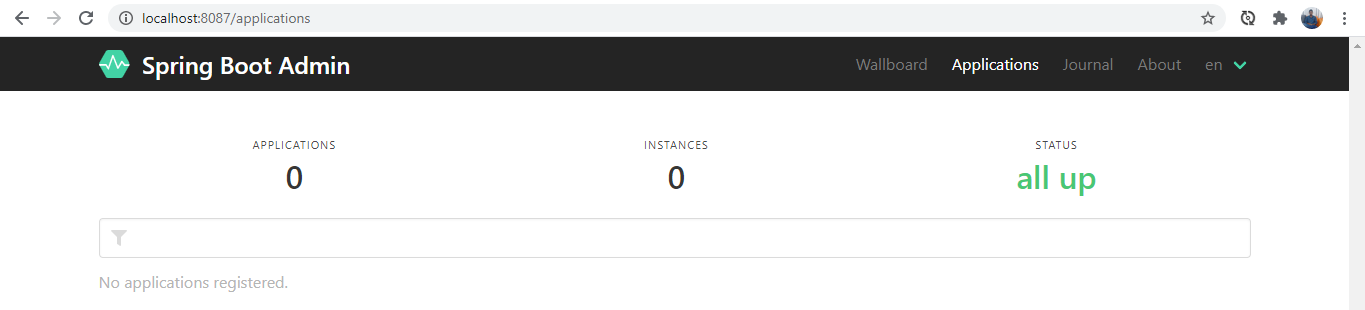 localhost:8087/applications
Spring Boot Admin Wallboard Applications Journal About en
APPLICATIONS INSTANCES STATUS
0 0 all up
No applications registered.